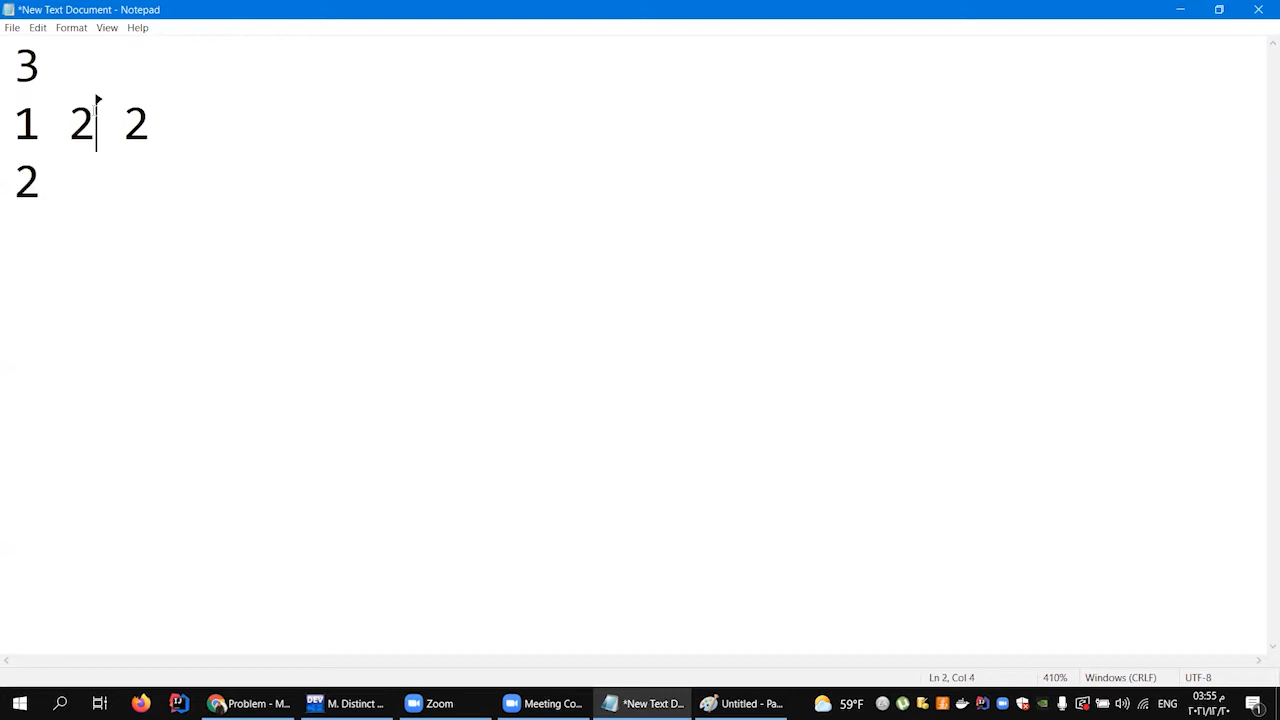 *New Text Document - Notepad
File Edit Format View Help
3
1 2 2
2
Ln 2, Col 4 410% Windows (CRLF) UTF-8
Problem - M... DEV M. Distinct ... Zoom Meeting Co... *New Text D... Untitled - Pa... 59°F ENG 03:55 م